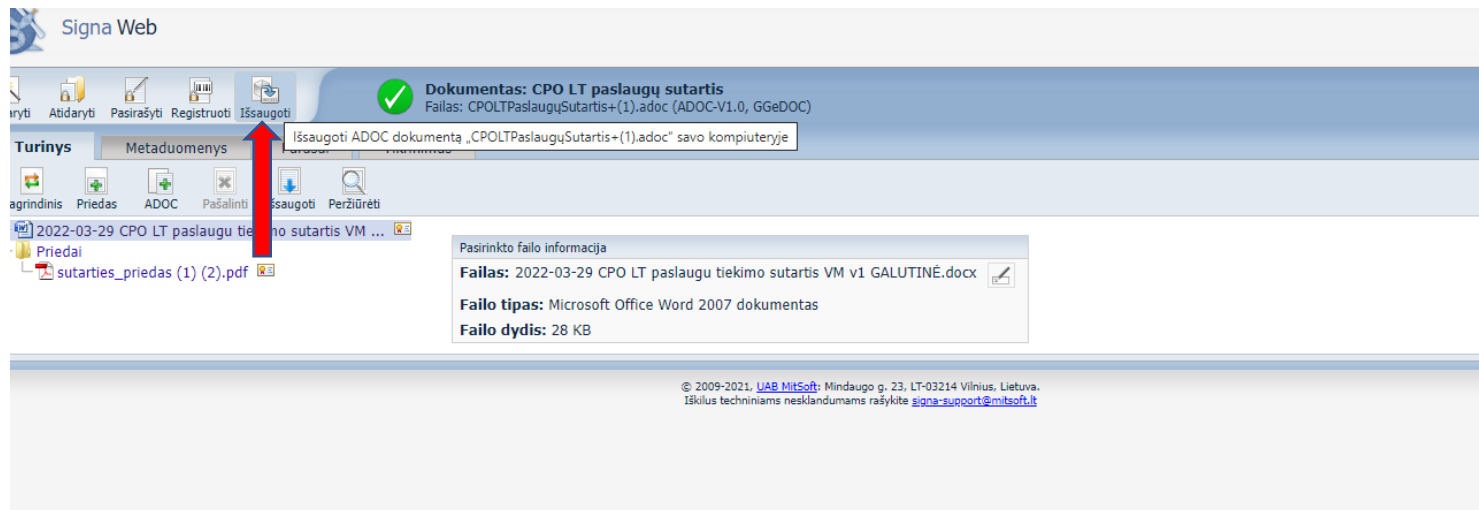 Signa Web
aryti Atidaryti Pasirašyti Registruoti Išsaugoti
Dokumentas: CPO LT paslaugų sutartis
Failas: CPOLTPaslaugųSutartis+(1).adoc (ADOC-V1.0, GGeDOC)
Išsaugoti ADOC dokumentą „CPOLTPaslaugųSutartis+(1).adoc" savo kompiuteryje
Turinys Metaduomenys
agrindinis Priedas ADOC Pašalinti šsaugoti Peržiūrėti
2022-03-29 CPO LT paslaugu tiekimo sutartis VM ...
Priedai
sutarties_priedas (1) (2).pdf
Pasirinkto failo informacija
Failas: 2022-03-29 CPO LT paslaugu tiekimo sutartis VM v1 GALUTINĖ.docx
Failo tipas: Microsoft Office Word 2007 dokumentas
Failo dydis: 28 KB
© 2009-2021, UAB MitSoft: Mindaugo g. 23, LT-03214 Vilnius, Lietuva.
Iškilus techniniams nesklandumams rašykite signa-support@mitsoft.lt